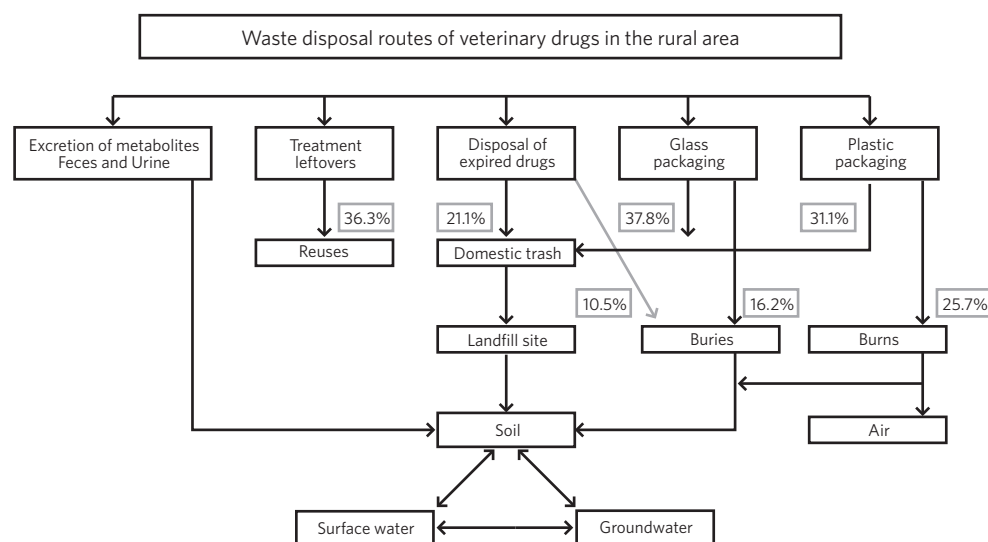 Waste disposal routes of veterinary drugs in the rural area
Excretion of metabolites
Feces and Urine
Treatment
leftovers
Disposal of
expired drugs
Glass
packaging
Plastic
packaging
36.3%
21.1%
37.8%
31.1%
Reuses
Domestic trash
10.5%
16.2%
25.7%
Landfill site
Buries
Burns
Soil
Air
Surface water
Groundwater